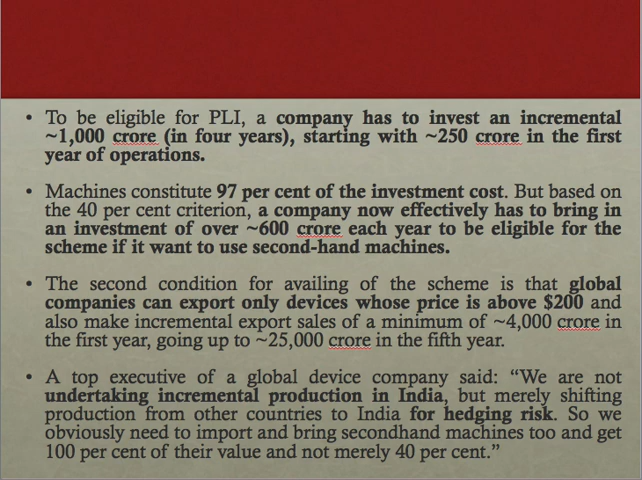 • To be eligible for PLI, a company has to invest an incremental
~1,000 crore (in four years), starting with ~250 crore in the first
year of operations.
• Machines constitute 97 per cent of the investment cost. But based on
the 40 per cent criterion, a company now effectively has to bring in
an investment of over ~600 crore each year to be eligible for the
scheme if it want to use second-hand machines.
• The second condition for availing of the scheme is that global
companies can export only devices whose price is above $200 and
also make incremental export sales of a minimum of ~4,000 crore in
the first year, going up to ~25,000 crore in the fifth year.
• A top executive of a global device company said: “We are not
undertaking incremental production in India, but merely shifting
production from other countries to India for hedging risk. So we
obviously need to import and bring secondhand machines too and get
100 per cent of their value and not merely 40 per cent.”